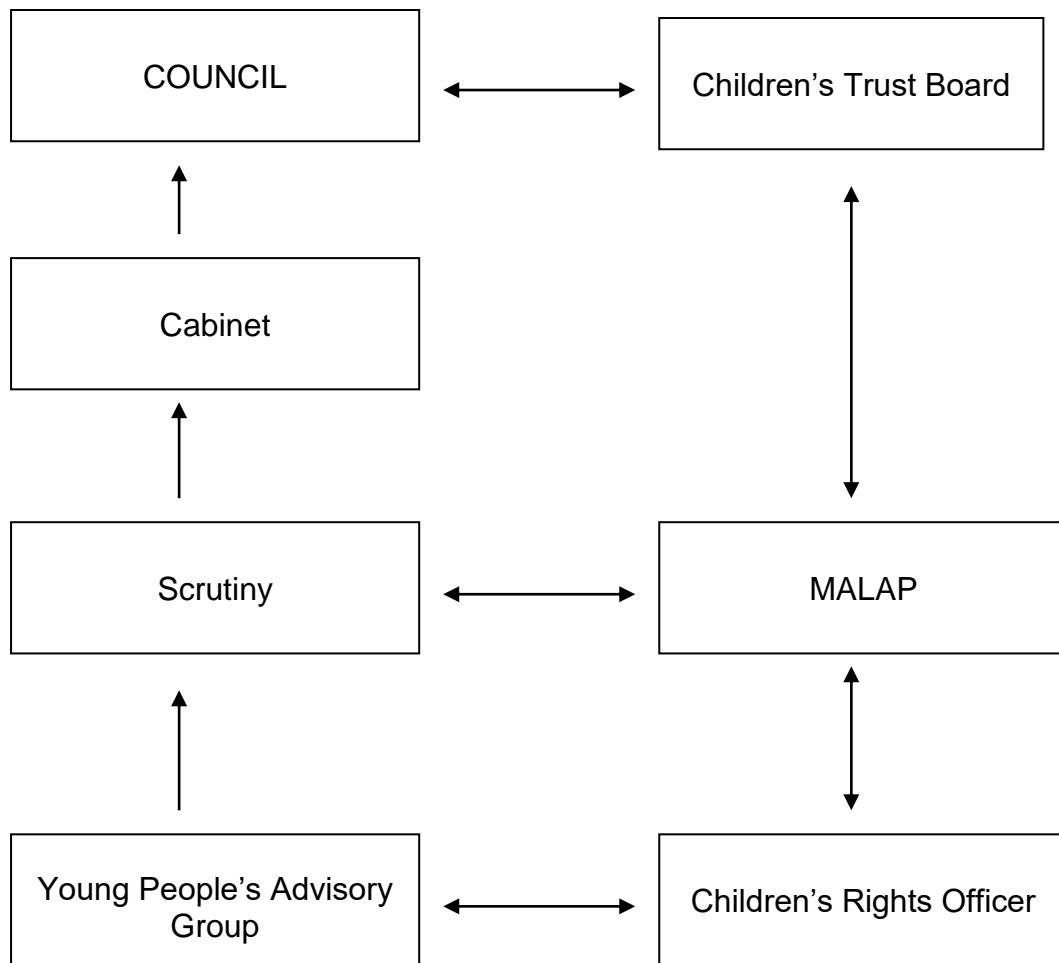 COUNCIL
Children’s Trust Board
Cabinet
Scrutiny
MALAP
Young People’s Advisory
Group
Children’s Rights Officer